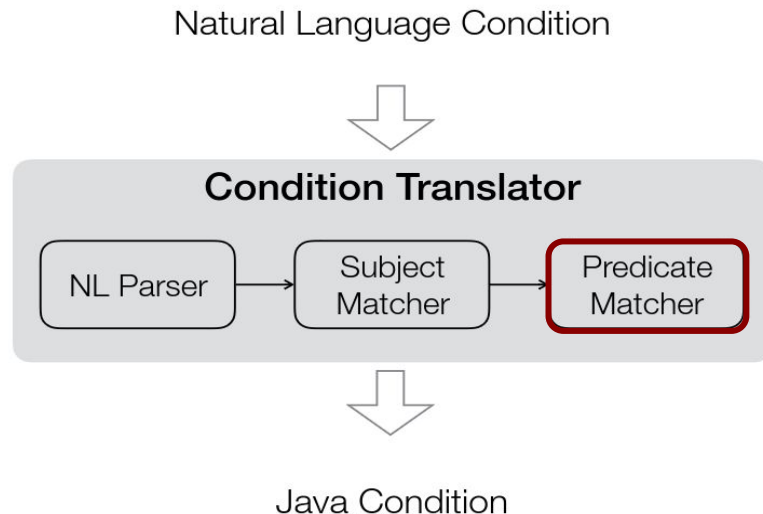 Natural Language Condition
Condition Translator
NL Parser
Subject
Matcher
Predicate
Matcher
Java Condition